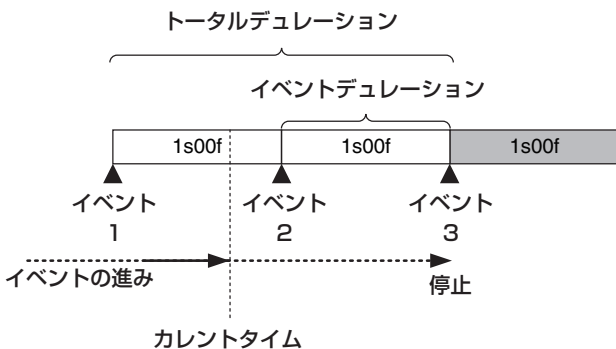 トータルデュレーション
イベントデュレーション
1s00f 1s00f 1s00f
イベント イベント イベント
1 2 3
イベントの進み 停止
カレントタイム